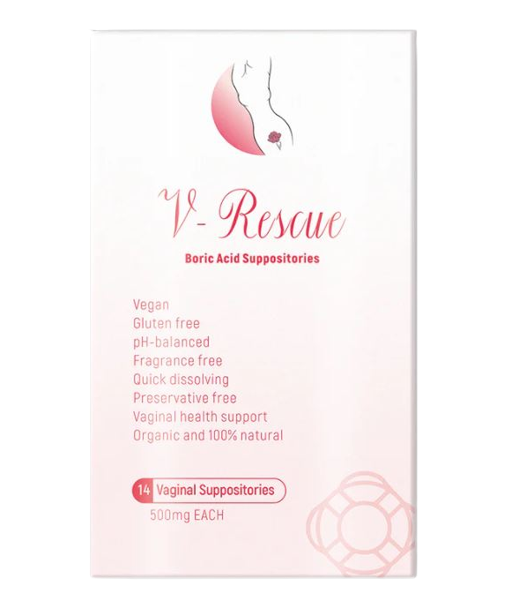 V-Rescue
Boric Acid Suppositories
Vegan
Gluten free
pH-balanced
Fragrance free
Quick dissolving
Preservative free
Vaginal health support
Organic and 100% natural
14 Vaginal Suppositories
500mg EACH